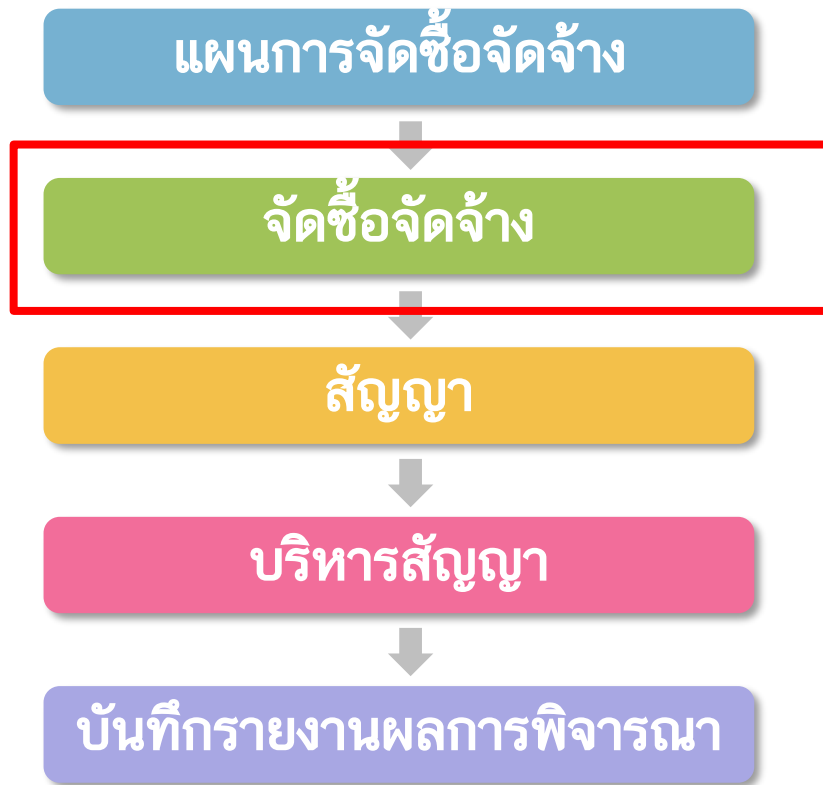 แผนการจัดซื้อจัดจ้าง
จัดซื้อจัดจ้าง
สัญญา
บริหารสัญญา
บันทึกรายงานผลการพิจารณา